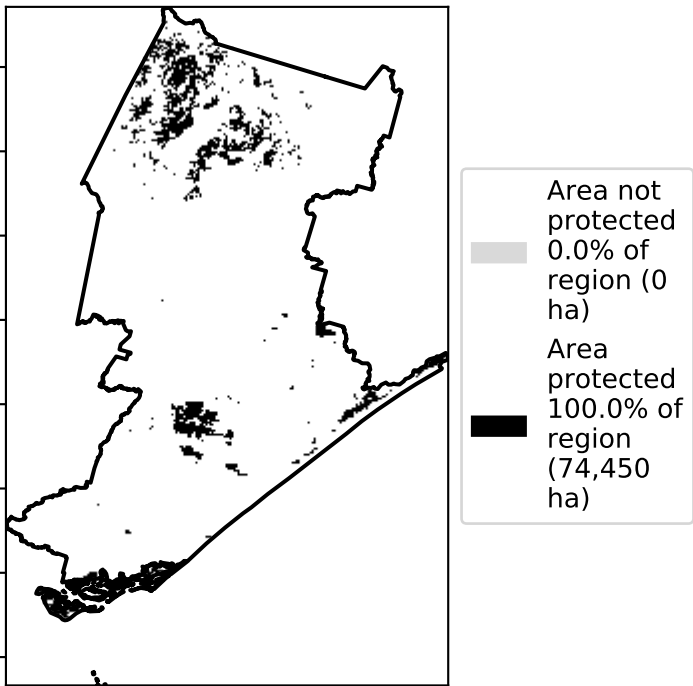 Area not
protected
0.0% of
region (0
ha)
Area
protected
100.0% of
region
(74,450
ha)